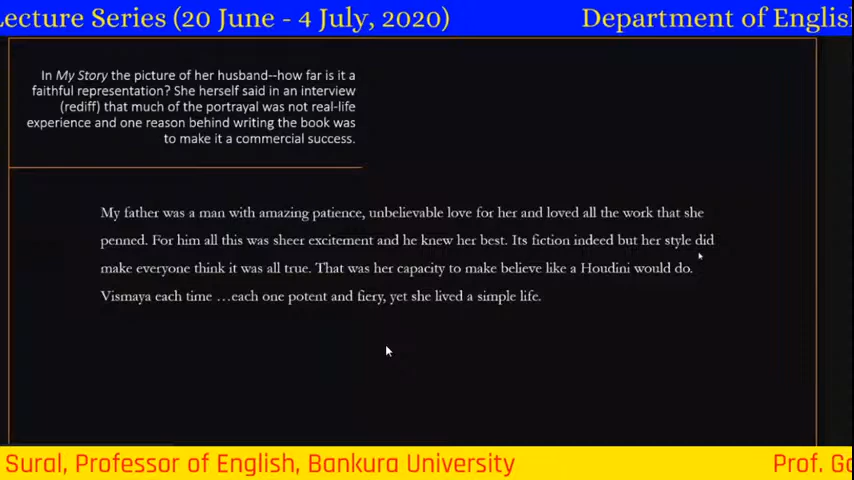 ecture Series (20 June - 4 July, 2020) Department of English
In My Story the picture of her husband--how far is it a
faithful representation? She herself said in an interview
(rediff) that much of the portrayal was not real-life
experience and one reason behind writing the book was
to make it a commercial success.
My father was a man with amazing patience, unbelievable love for her and loved all the work that she
penned. For him all this was sheer excitement and he knew her best. Its fiction indeed but her style did
make everyone think it was all true. That was her capacity to make believe like a Houdini would do.
Vismaya each time …each one potent and fiery, yet she lived a simple life.
Sural, Professor of English, Bankura University Prof. Go